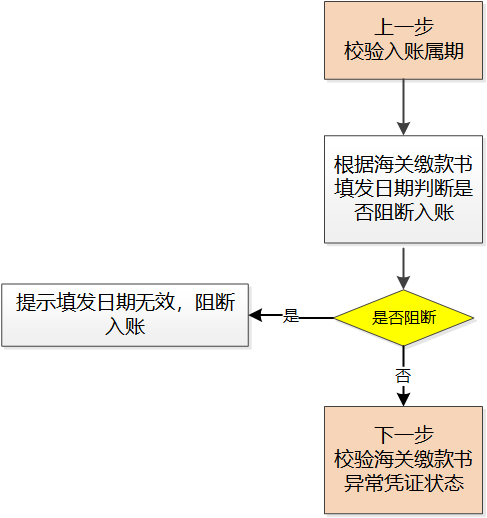 上一步
校验入账属期
根据海关缴款书
填发日期判断是
否阻断入账
提示填发日期无效，阻断
入账
是
是否阻断
否
下一步
校验海关缴款书
异常凭证状态